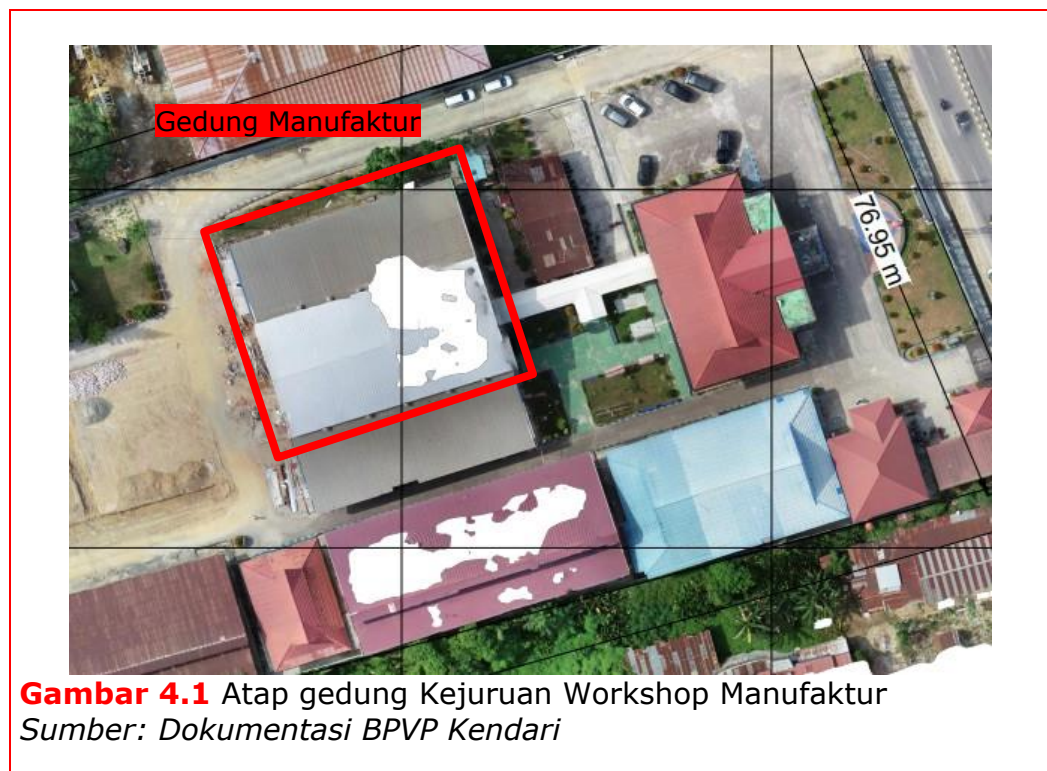 Gedung Manufaktur
76.95 m
Gambar 4.1 Atap gedung Kejuruan Workshop Manufaktur
Sumber: Dokumentasi BPVP Kendari